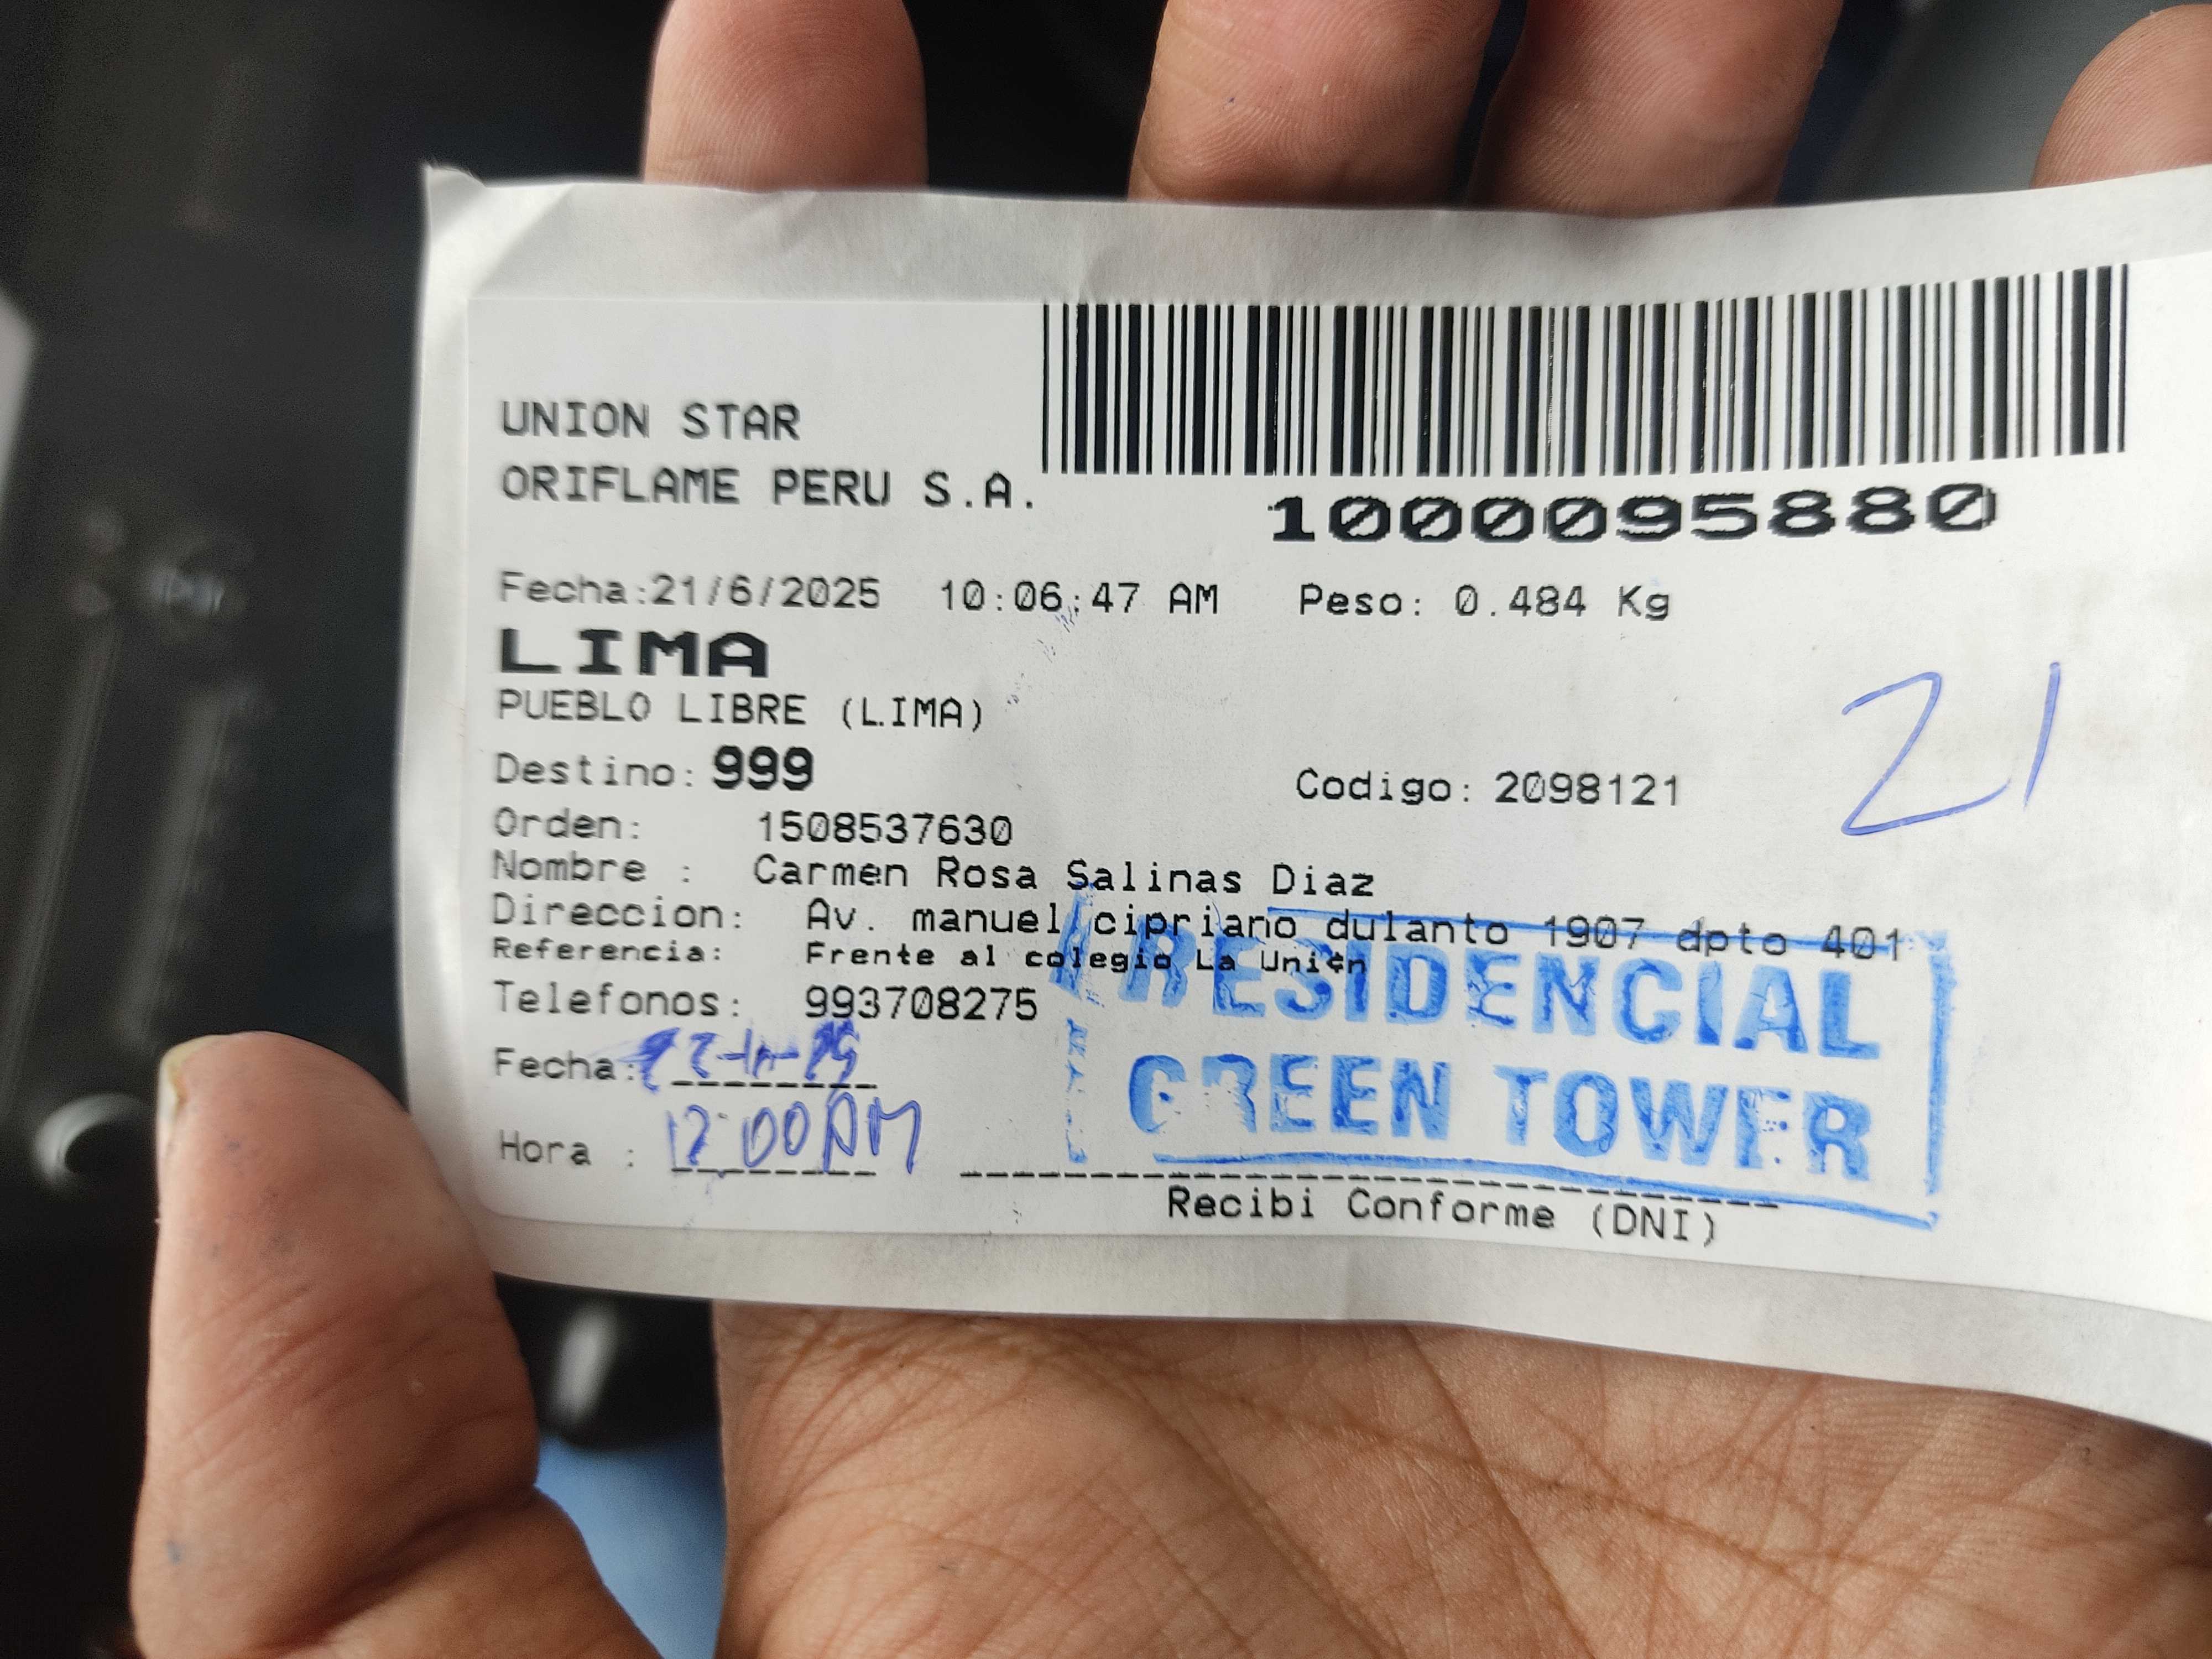 UNION STAR
ORIFLAME PERU S.A.
1000095880
Fecha:21/6/2025 10:06:47 AM Peso: 0.484 Kg
LIMA
PUEBLO LIBRE (LIMA)
21
Destino: 999 Codigo: 2098121
Orden: 1508537630
Nombre : Carmen Rosa Salinas Diaz
Direccion: Av. manuel cipriano dulanto 1907 dpto 401
Referencia: Frente al colegio La Unión
Telefonos: 993708275
RESIDENCIAL
GREEN TOWER
Fecha:
Hora : 12:00 AM
Recibi Conforme (DNI)